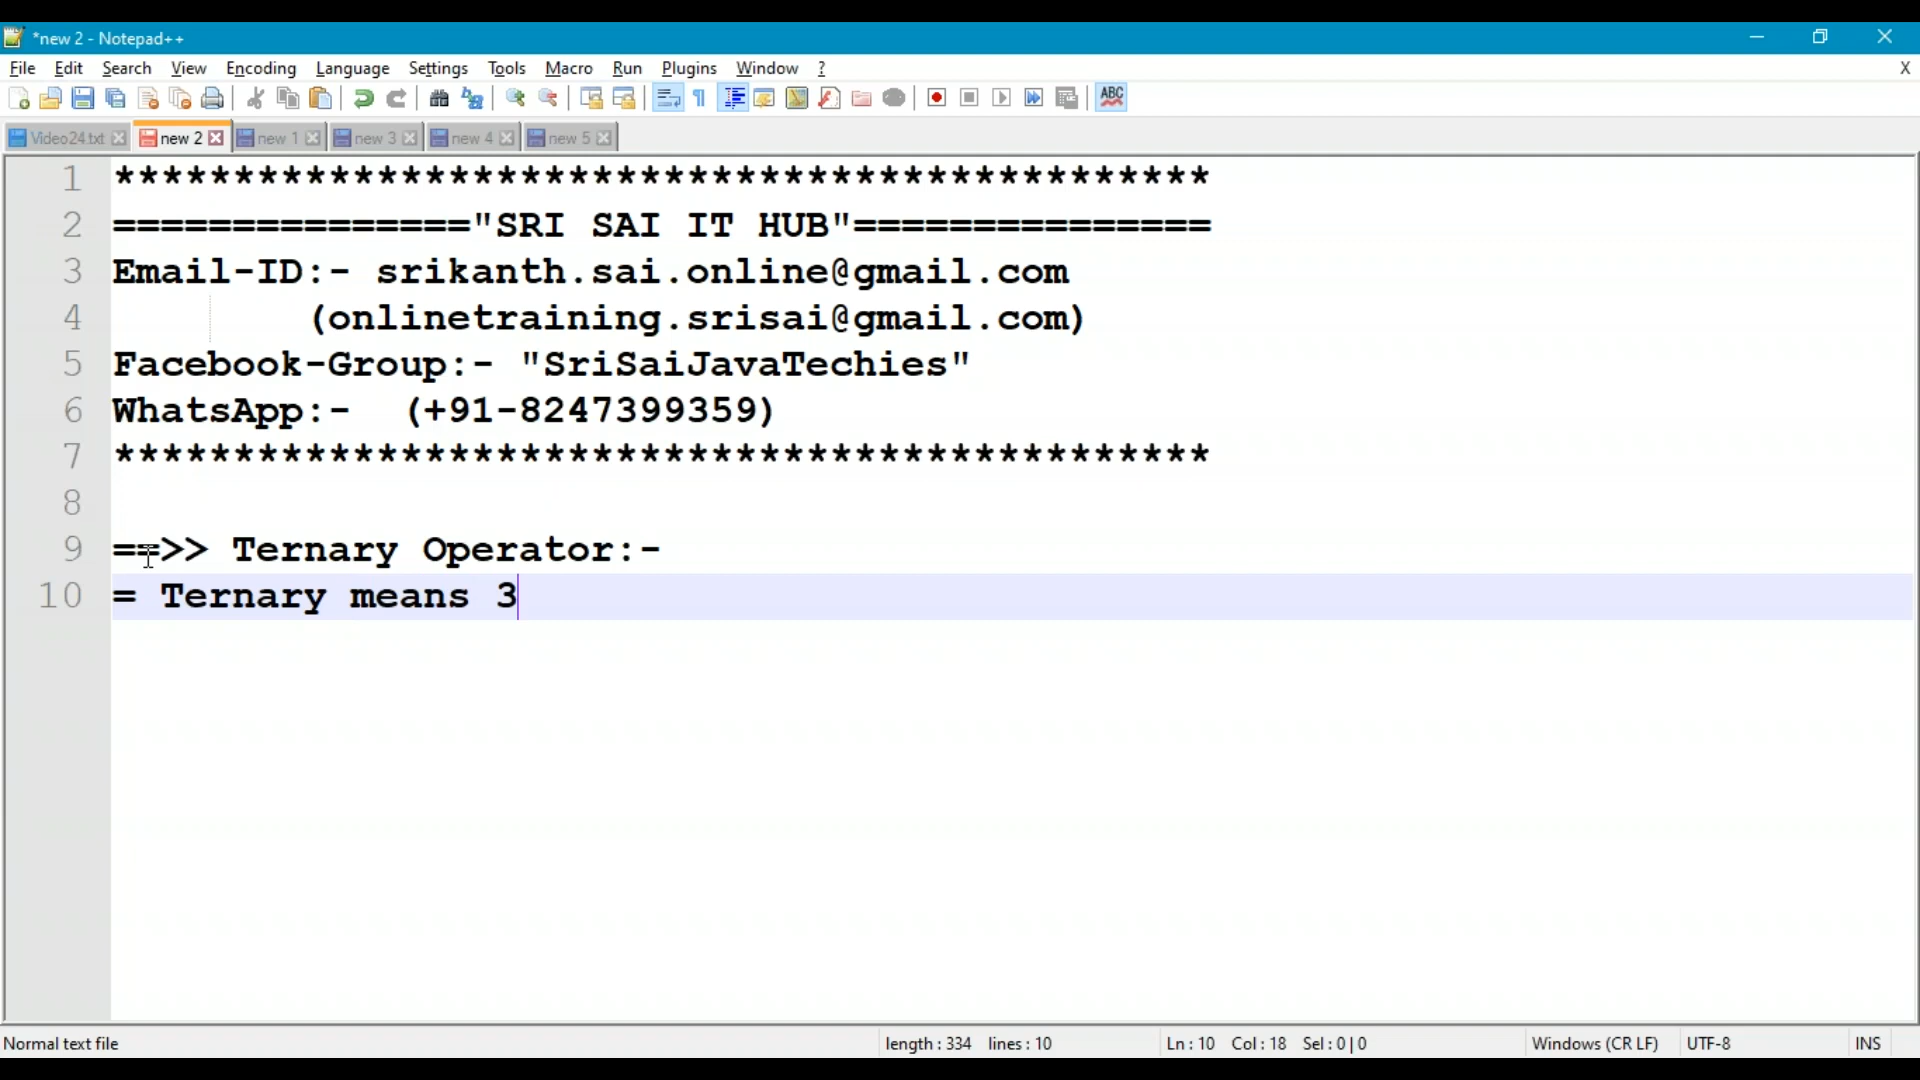 *new 2 - Notepad++
File Edit Search View Encoding Language Settings Tools Macro Run Plugins Window ? X
ABC
Video24.txt new 2 new 1 new 3 new 4 new 5
1 **********************************************
2 ==============="SRI SAI IT HUB"===============
3 Email-ID:- srikanth.sai.online@gmail.com
4 (onlinetraining.srisai@gmail.com)
5 Facebook-Group:- "SriSaiJavaTechies"
6 WhatsApp:- (+91-8247399359)
7 **********************************************
8
9 ==>> Ternary Operator:-
10 = Ternary means 3
Normal text file length : 334 lines : 10 Ln : 10 Col : 18 Sel : 0 | 0 Windows (CR LF) UTF-8 INS